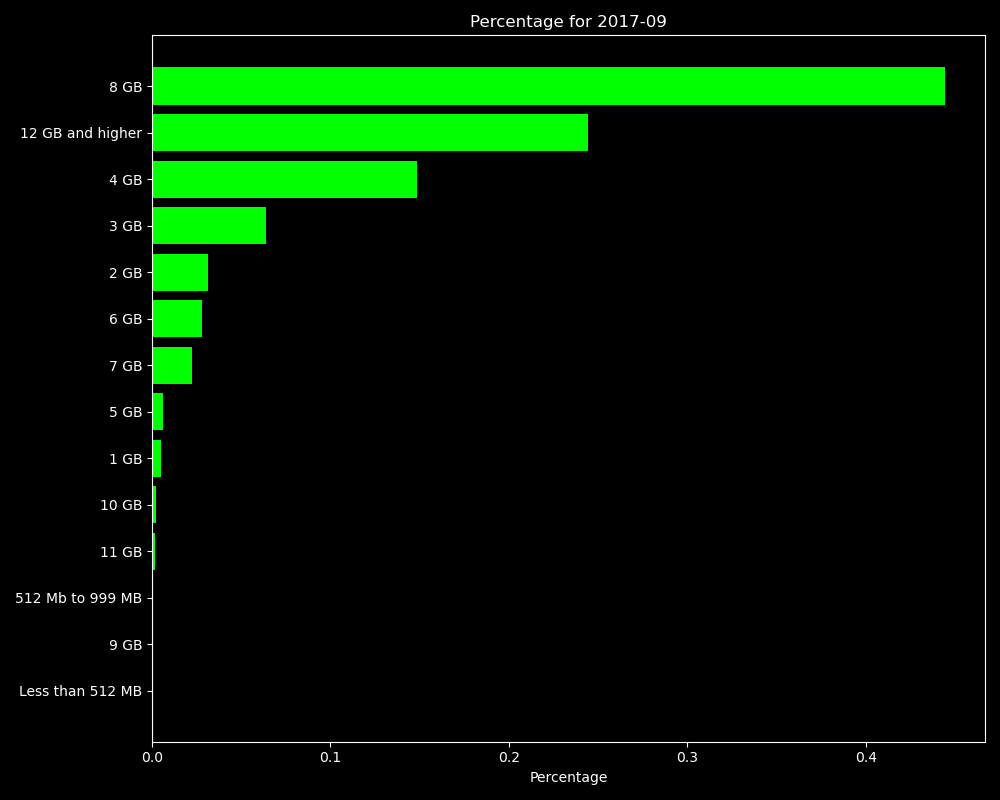 Percentage for 2017-09
8 GB
12 GB and higher
4 GB
3 GB
2 GB
6 GB
7 GB
5 GB
1 GB
10 GB
11 GB
512 Mb to 999 MB
9 GB
Less than 512 MB
0.0 0.1 0.2 0.3 0.4
Percentage